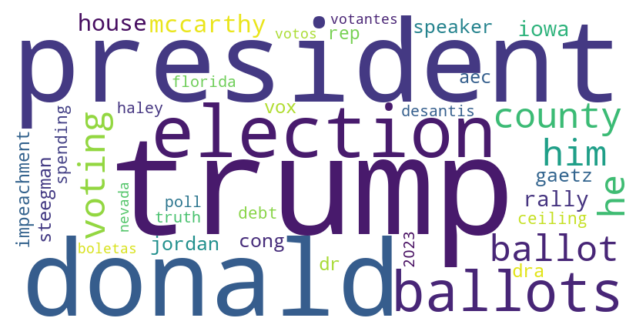 house mccarthy votantes speaker iowa
votos rep
president
florida aec
haley vox desantis county
election
impeachment spending voting trump him
steegman nevada poll gaetz he
truth debt rally
ceiling
boletas jordan cong 2023 ballot
dr dra
donald ballots